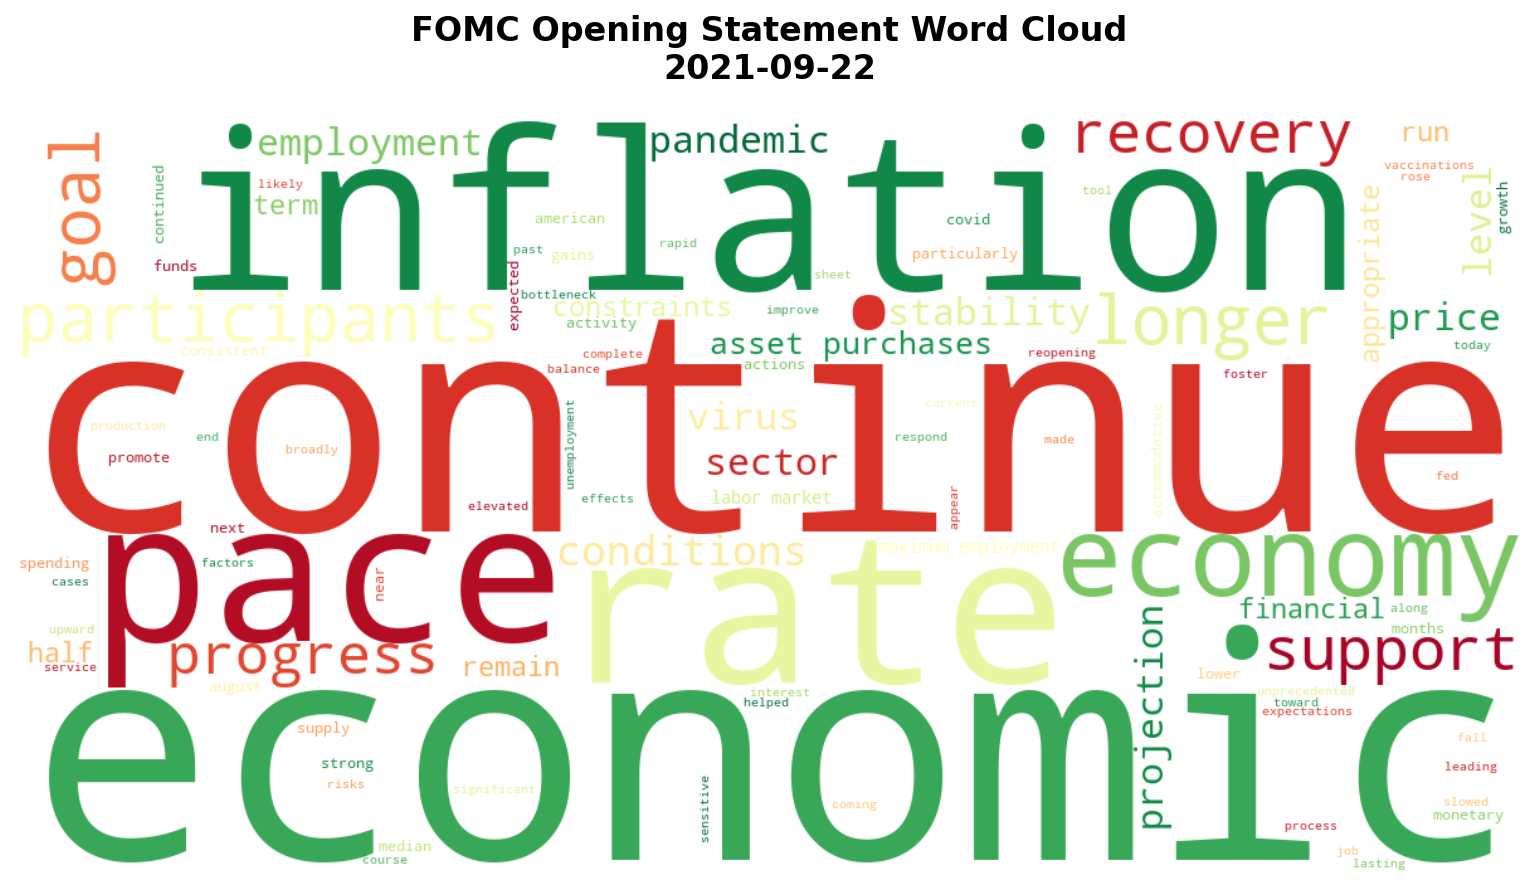 FOMC Opening Statement Word Cloud
2021-09-22
inflation
continue
economic
rate
pace
economy
goal
employment
pandemic
recovery
run
vaccinations
rose
continued
likely
term
american
covid
tool
level
growth
funds
past
gains
rapid
particularly
appropriate
participants
expected
bottleneck
constraints
sheet
improve
stability
longer
price
activity
asset purchases
today
consistent
complete
balance
actions
reopening
foster
production
end
broadly
promote
unemployment
virus
current
respond
made
accommodative
sector
fed
elevated
effects
labor market
appear
next
spending
cases
factors
near
conditions
maximum employment
upward
half
service
progress
remain
projection
financial
along
months
support
lower
august
interest
helped
unprecedented
toward
expectations
supply
strong
risks
significant
sensitive
coming
fall
leading
slowed
monetary
process
median
course
job
lasting